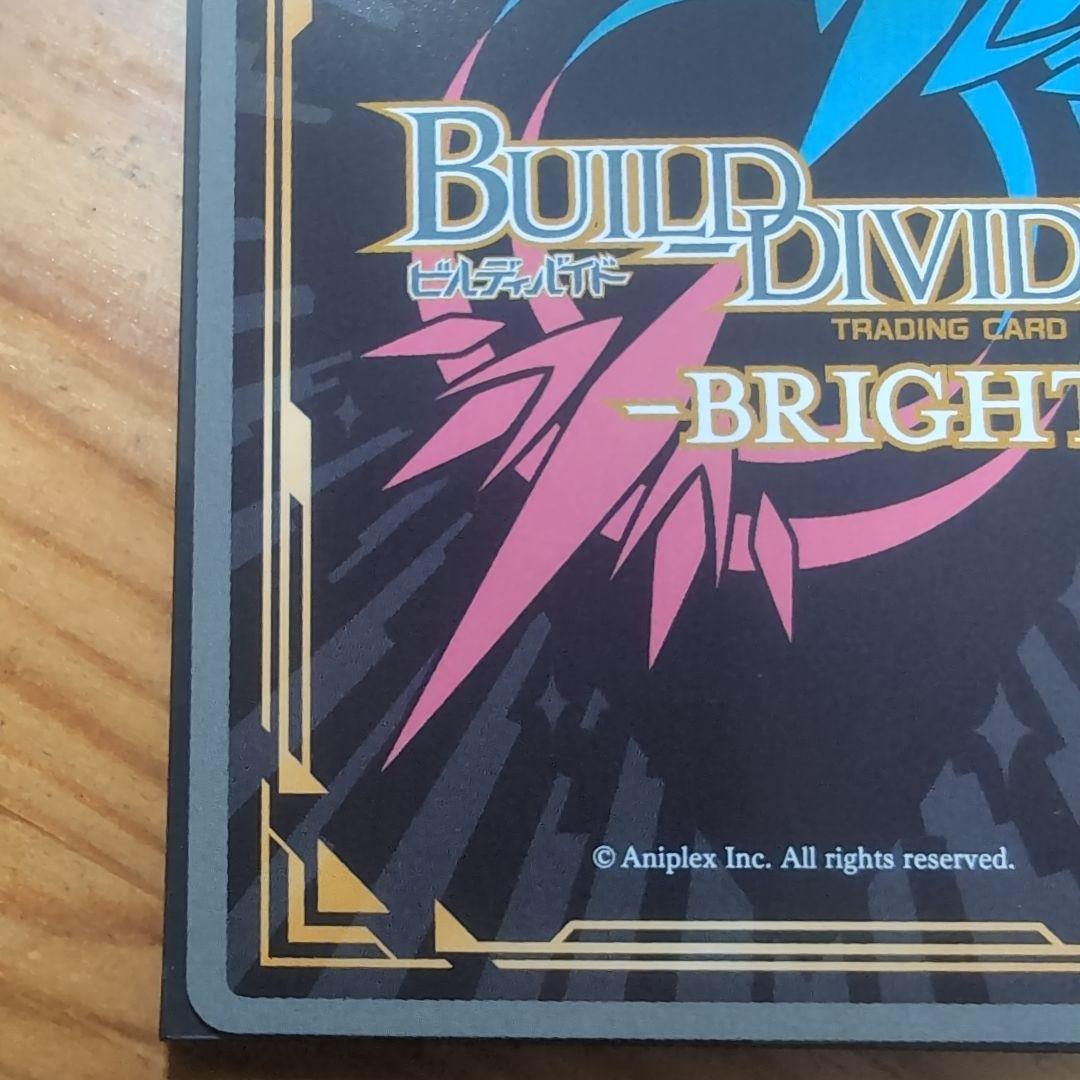 BUILD DIVID
ビルディバイド
TRADING CARD
-BRIGHT
© Aniplex Inc. All rights reserved.